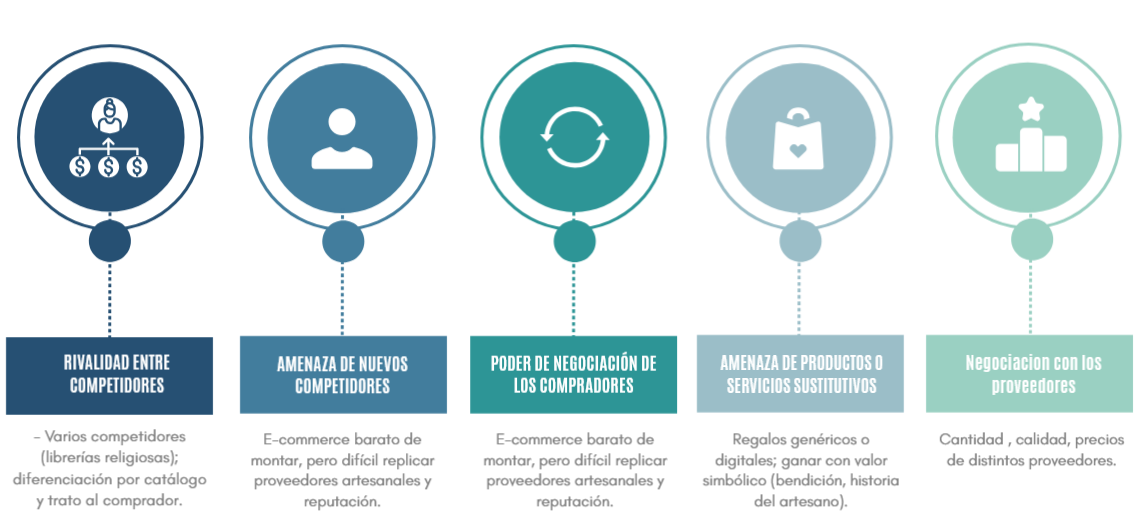 RIVALIDAD ENTRE
COMPETIDORES
- Varios competidores
(librerías religiosas);
diferenciación por catálogo
y trato al comprador.
AMENAZA DE NUEVOS
COMPETIDORES
E-commerce barato de
montar, pero difícil replicar
proveedores artesanales y
reputación.
PODER DE NEGOCIACIÓN DE
LOS COMPRADORES
E-commerce barato de
montar, pero difícil replicar
proveedores artesanales y
reputación.
AMENAZA DE PRODUCTOS O
SERVICIOS SUSTITUTIVOS
Regalos genéricos o
digitales; ganar con valor
simbólico (bendición, historia
del artesano).
Negociacion con los
proveedores
Cantidad , calidad, precios
de distintos proveedores.